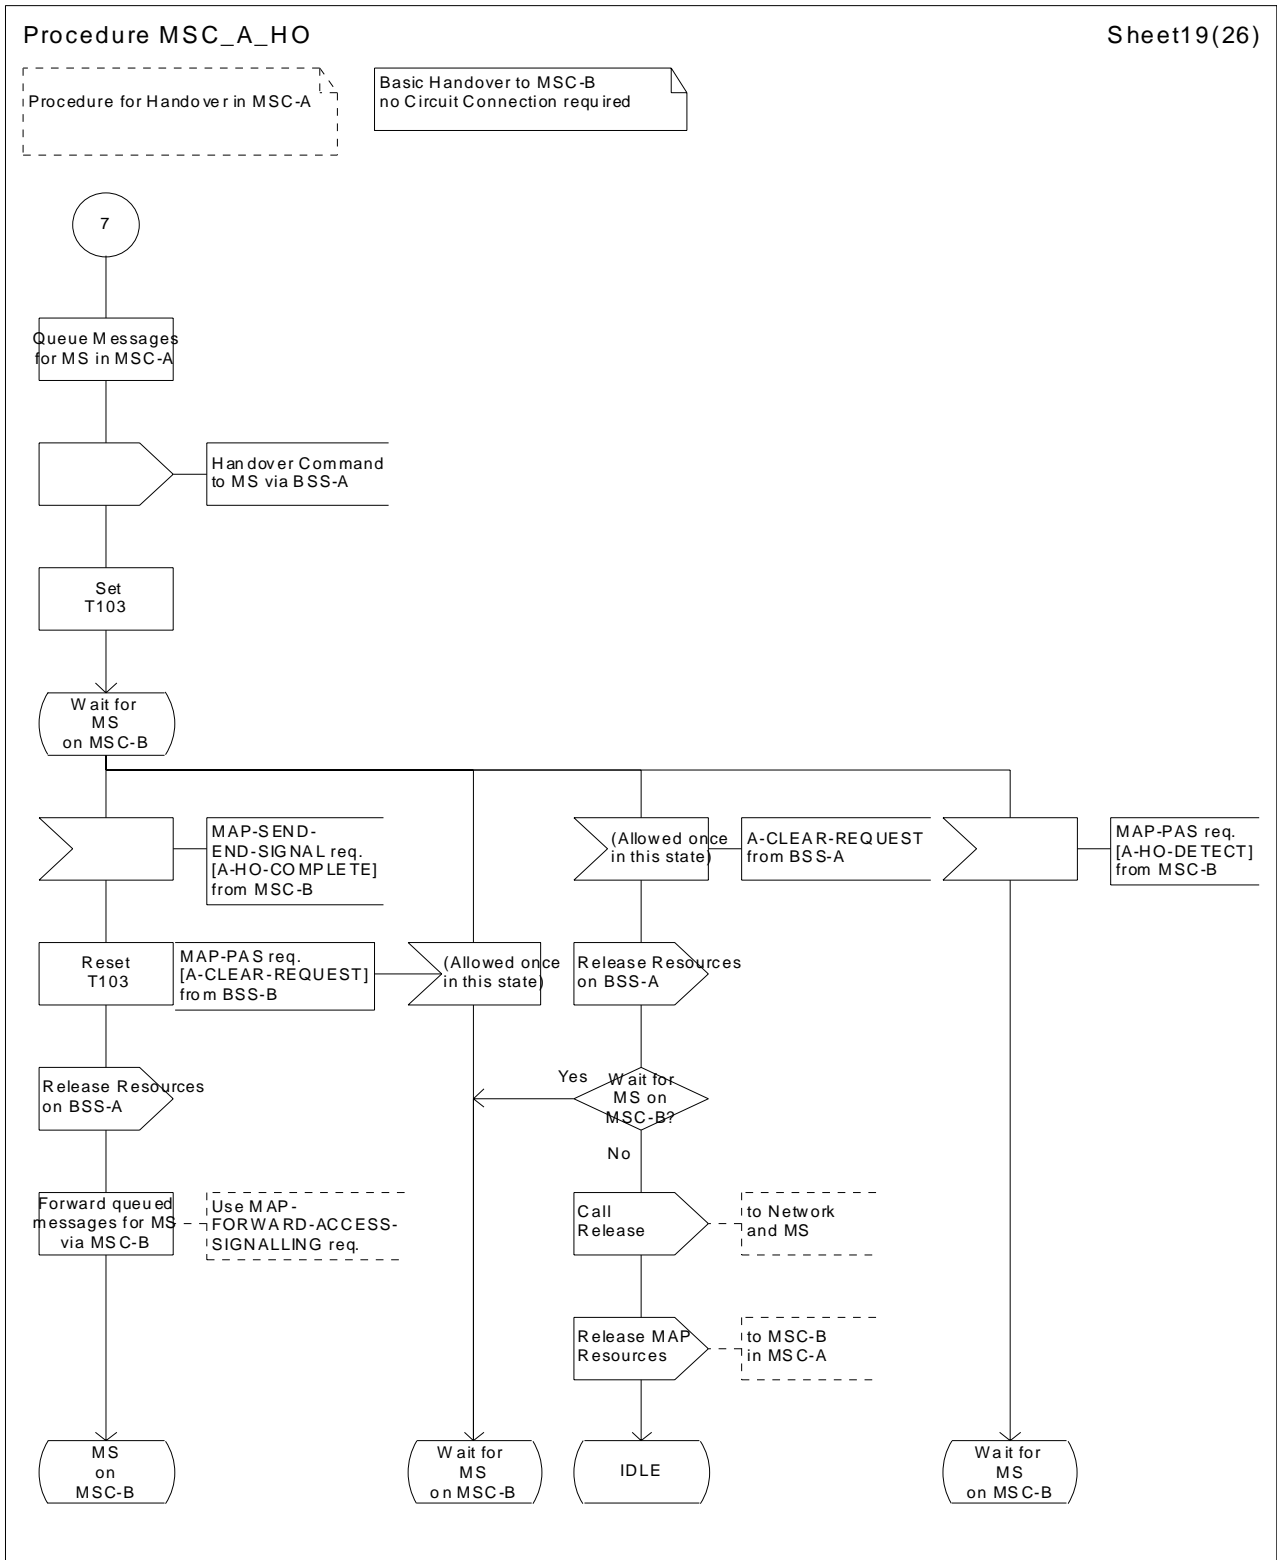 Procedure MSC_A_HO
Sheet19(26)
Procedure for Handover in MSC-A
Basic Handover to MSC-B
no Circuit Connection required
7
Queue Messages
for MS in MSC-A
Handover Command
to MS via BSS-A
Set
T103
Wait for
MS
on MSC-B
MAP-SEND-
END-SIGNAL req.
[A-HO-COMPLETE]
from MSC-B
(Allowed once
in this state)
A-CLEAR-REQUEST
from BSS-A
MAP-PAS req.
[A-HO-DETECT]
from MSC-B
Reset
T103
MAP-PAS req.
[A-CLEAR-REQUEST]
from BSS-B
(Allowed once
in this state)
Release Resources
on BSS-A
Release Resources
on BSS-A
Yes
Wait for
MS on
MSC-B?
No
Forward queued
messages for MS
via MSC-B
Use MAP-
FORWARD-ACCESS-
SIGNALLING req.
Call
Release
to Network
and MS
Release MAP
Resources
to MSC-B
in MSC-A
MS
on
MSC-B
Wait for
MS
on MSC-B
IDLE
Wait for
MS
on MSC-B